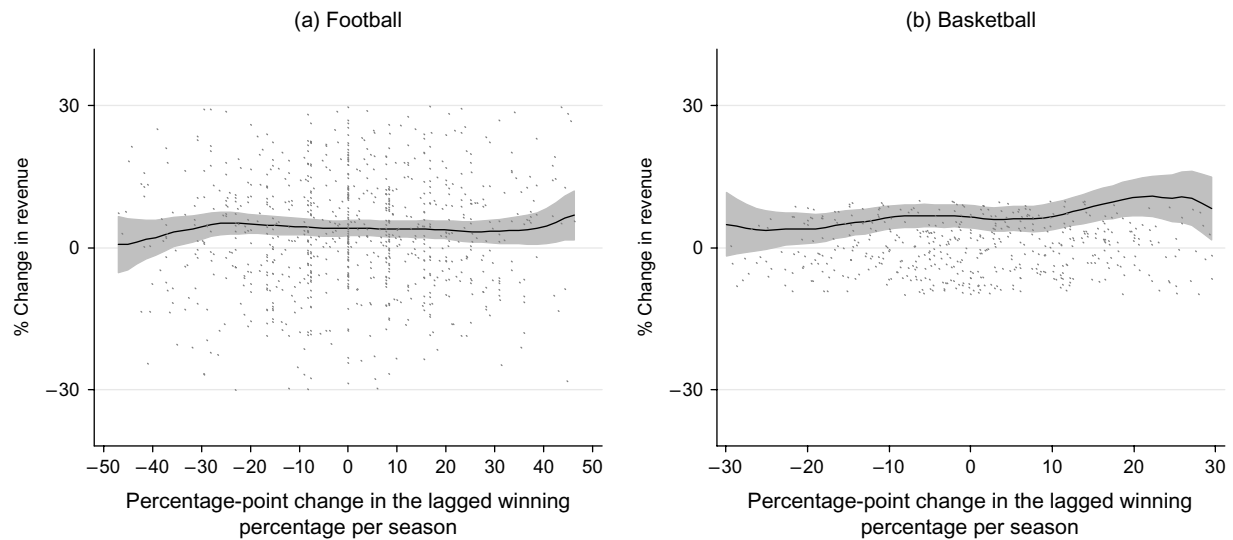 (a) Football
30
0
–30
% Change in revenue
–50 –40 –30 –20 –10 0 10 20 30 40 50
Percentage-point change in the lagged winning
percentage per season
(b) Basketball
30
0
–30
% Change in revenue
–30 –20 –10 0 10 20 30
Percentage-point change in the lagged winning
percentage per season